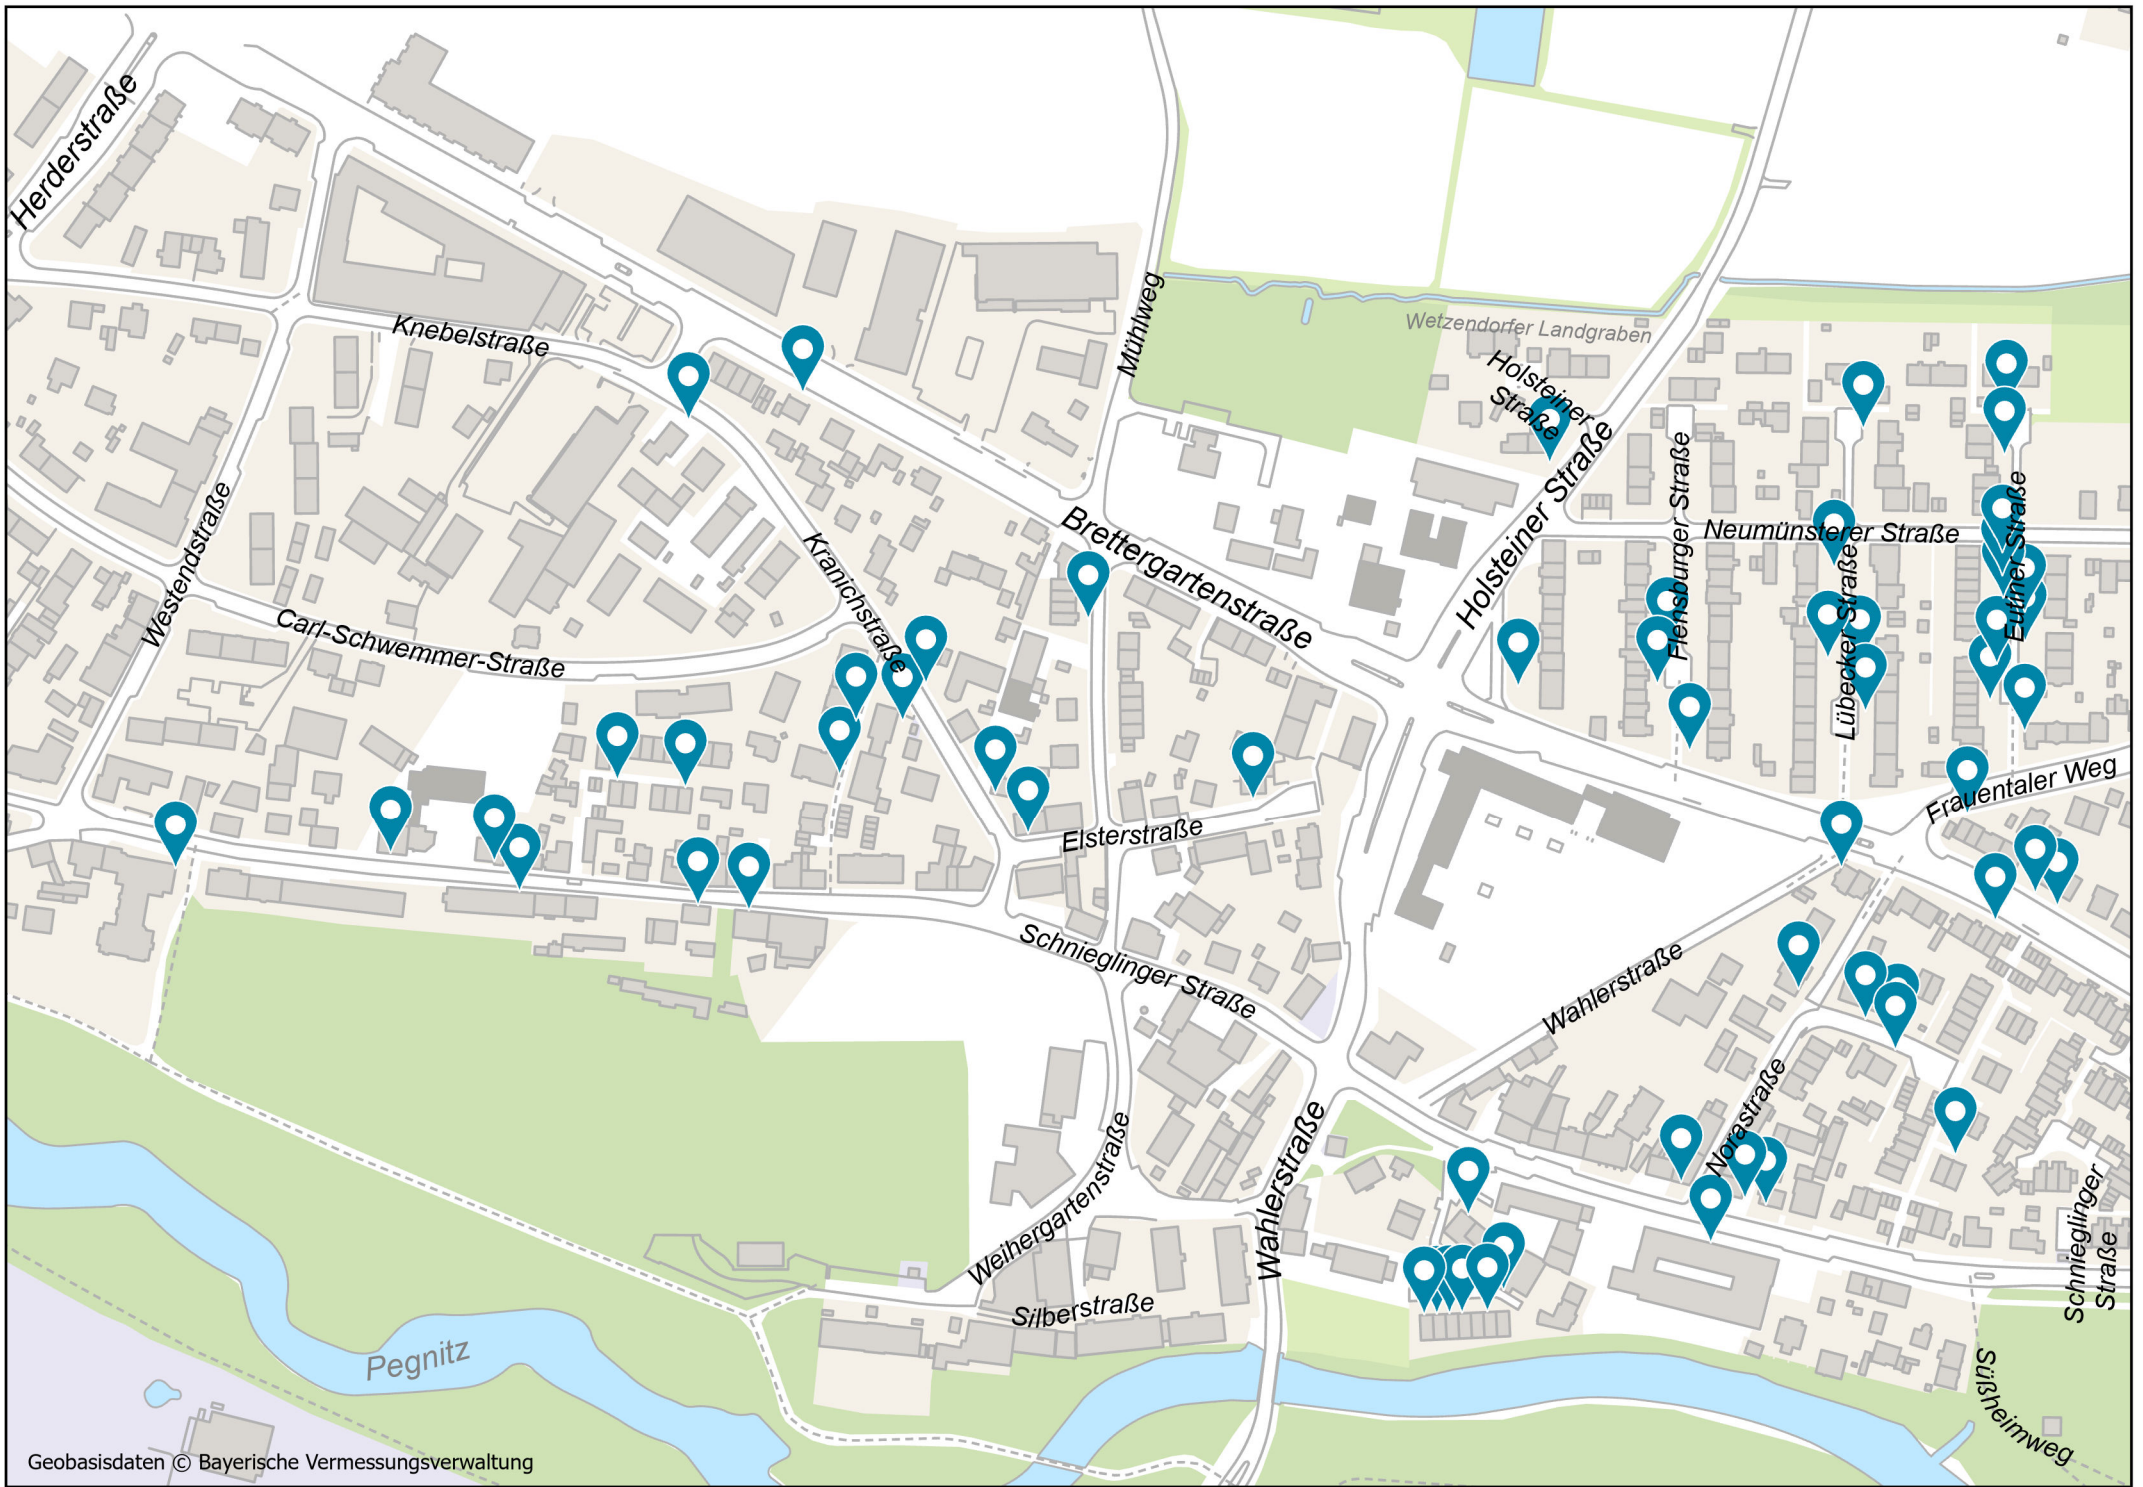 Herderstraße
Knebelstraße
Mühlweg
Wetzendorfer Landgraben
Holsteiner
Straße
Holsteiner Straße
Flensburger Straße
Neumünsterer Straße
Lübecker Straße
Eutiner Straße
Westendstraße
Carl-Schwemmer-Straße
Kranichstraße
Brettergartenstraße
Elsterstraße
Frauentaler Weg
Schnieglinger Straße
Wahlerstraße
Norastraße
Weihergartenstraße
Wahlerstraße
Silberstraße
Schnieglinger
Straße
Süßheimweg
Pegnitz
Geobasisdaten © Bayerische Vermessungsverwaltung